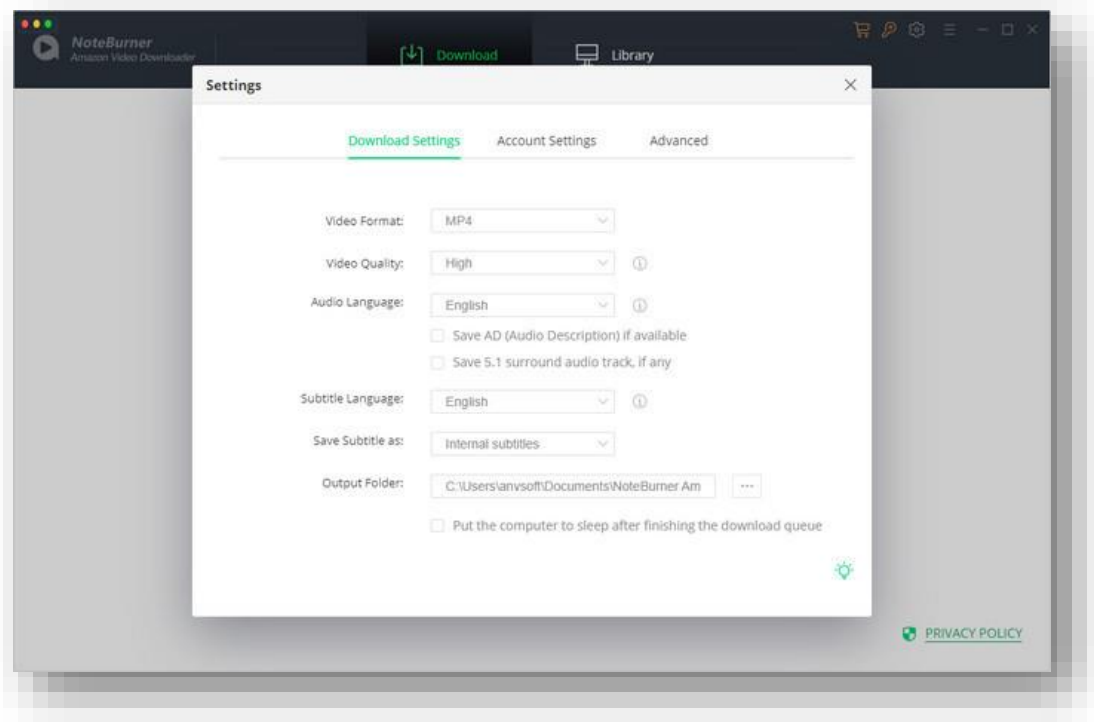 NoteBurner
Amazon Video Downloader
Download
Library
Settings
Download Settings
Account Settings
Advanced
Video Format:
MP4
Video Quality:
High
Audio Language:
English
Save AD (Audio Description) if available
Save 5.1 surround audio track, if any
Subtitle Language:
English
Save Subtitle as:
Internal subtitles
Output Folder:
C:\Users\anvsoft\Documents\NoteBurner Am
Put the computer to sleep after finishing the download queue
PRIVACY POLICY